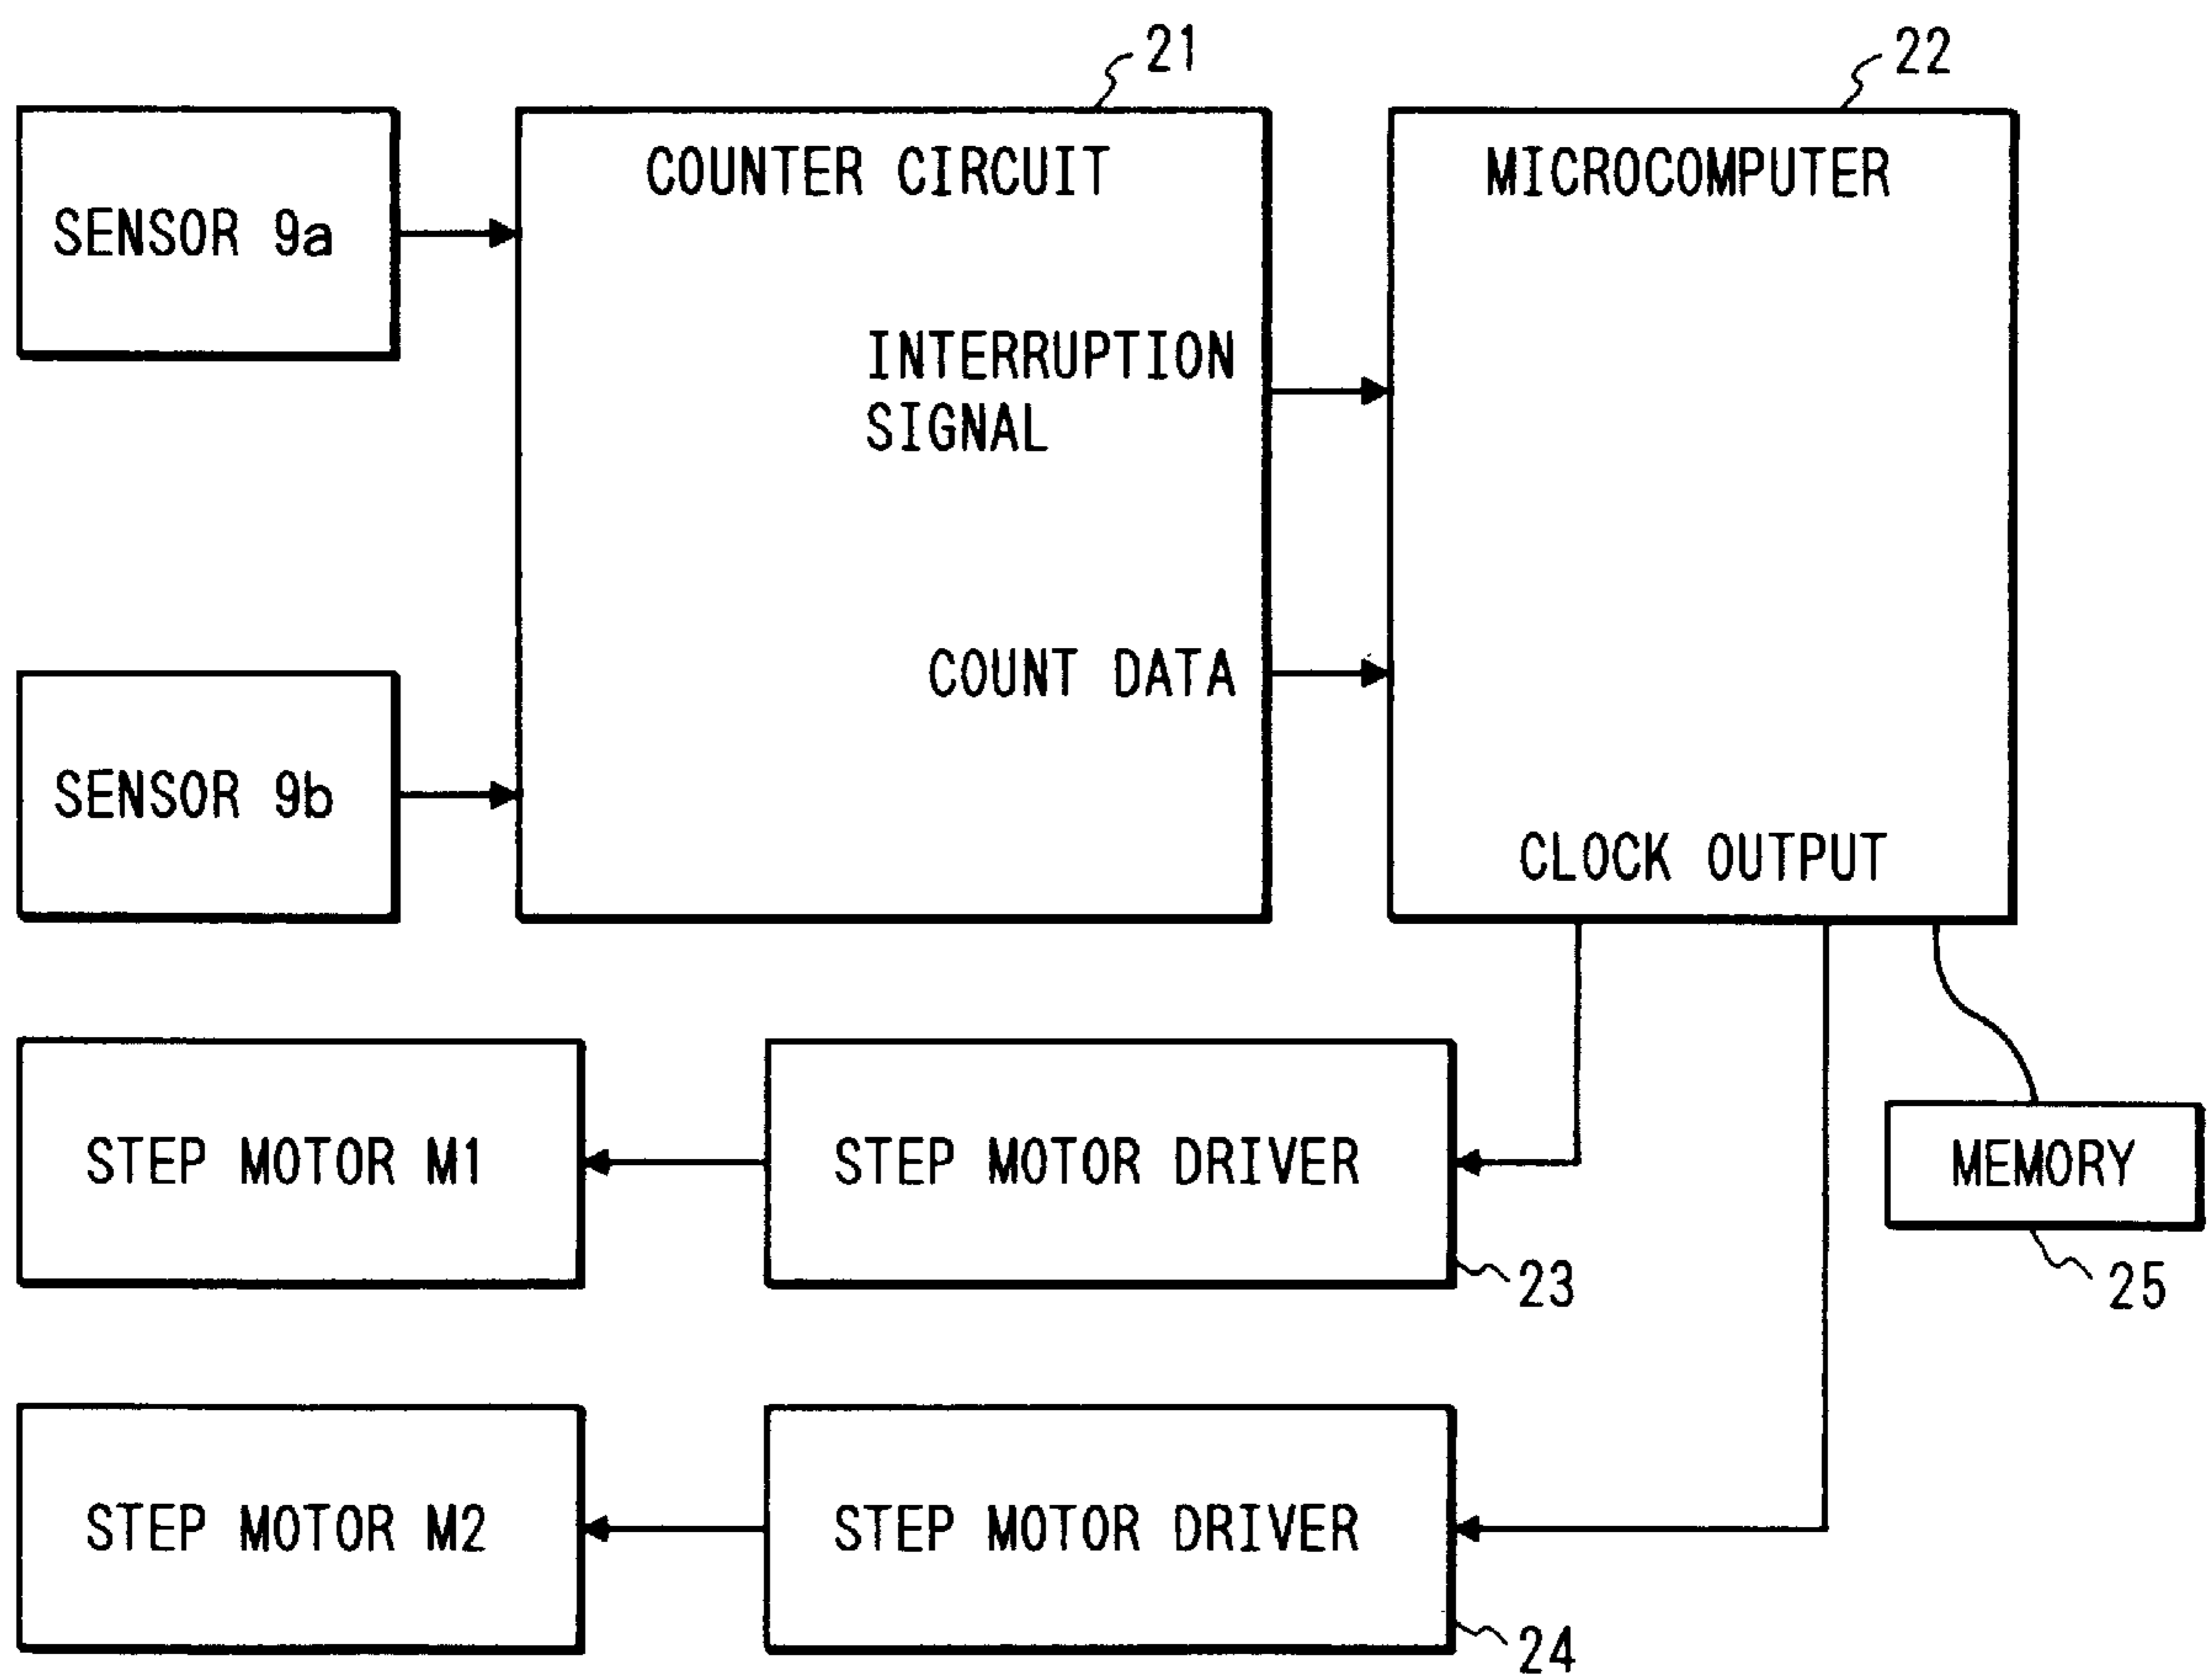 21
22
SENSOR 9a
COUNTER CIRCUIT
MICROCOMPUTER
INTERRUPTION
SIGNAL
COUNT DATA
SENSOR 9b
CLOCK OUTPUT
STEP MOTOR M1
STEP MOTOR DRIVER
MEMORY
23
25
STEP MOTOR M2
STEP MOTOR DRIVER
24